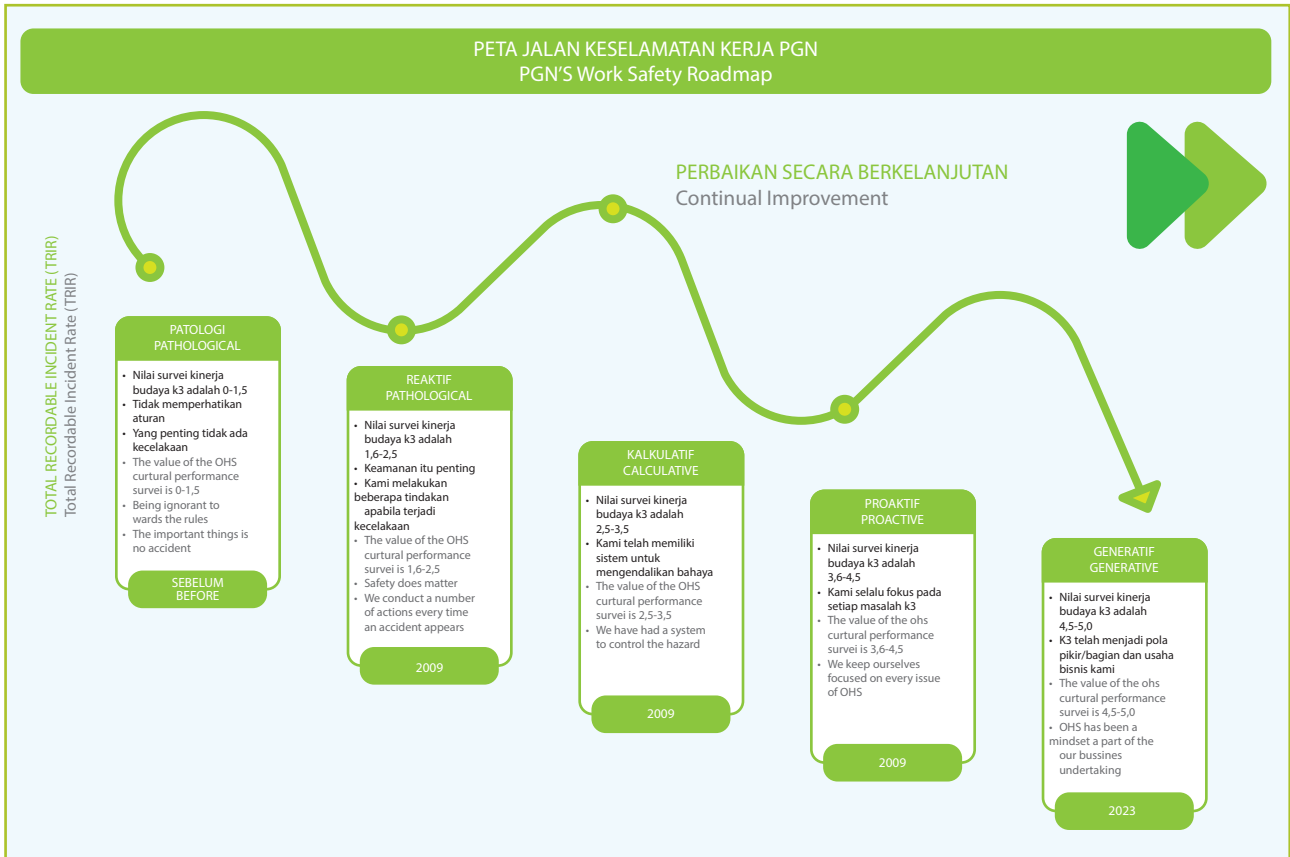 PETA JALAN KESELAMATAN KERJA PGN
PGN'S Work Safety Roadmap
PERBAIKAN SECARA BERKELANJUTAN
Continual Improvement
TOTAL RECORDABLE INCIDENT RATE (TRIR)
Total Recordable Incident Rate (TRIR)
PATOLOGI
PATHOLOGICAL
• Nilai survei kinerja
budaya k3 adalah 0-1,5
• Tidak memperhatikan
aturan
• Yang penting tidak ada
kecelakaan
• The value of the OHS
curtural performance
survei is 0-1,5
• Being ignorant to
wards the rules
• The important things is
no accident
SEBELUM
BEFORE
REAKTIF
PATHOLOGICAL
• Nilai survei kinerja
budaya k3 adalah
1,6-2,5
• Keamanan itu penting
• Kami melakukan
beberapa tindakan
apabila terjadi
kecelakaan
• The value of the OHS
curtural performance
survei is 1,6-2,5
• Safety does matter
• We conduct a number
of actions every time
an accident appears
2009
KALKULATIF
CALCULATIVE
• Nilai survei kinerja
budaya k3 adalah
2,5-3,5
• Kami telah memiliki
sistem untuk
mengendalikan bahaya
• The value of the OHS
curtural performance
survei is 2,5-3,5
• We have had a system
to control the hazard
2009
PROAKTIF
PROACTIVE
• Nilai survei kinerja
budaya k3 adalah
3,6-4,5
• Kami selalu fokus pada
setiap masalah k3
• The value of the ohs
curtural performance
survei is 3,6-4,5
• We keep ourselves
focused on every issue
of OHS
2009
GENERATIF
GENERATIVE
• Nilai survei kinerja
budaya k3 adalah
4,5-5,0
• K3 telah menjadi pola
pikir/bagian dan usaha
bisnis kami
• The value of the ohs
curtural performance
survei is 4,5-5,0
• OHS has been a
mindset a part of the
our bussines
undertaking
2023